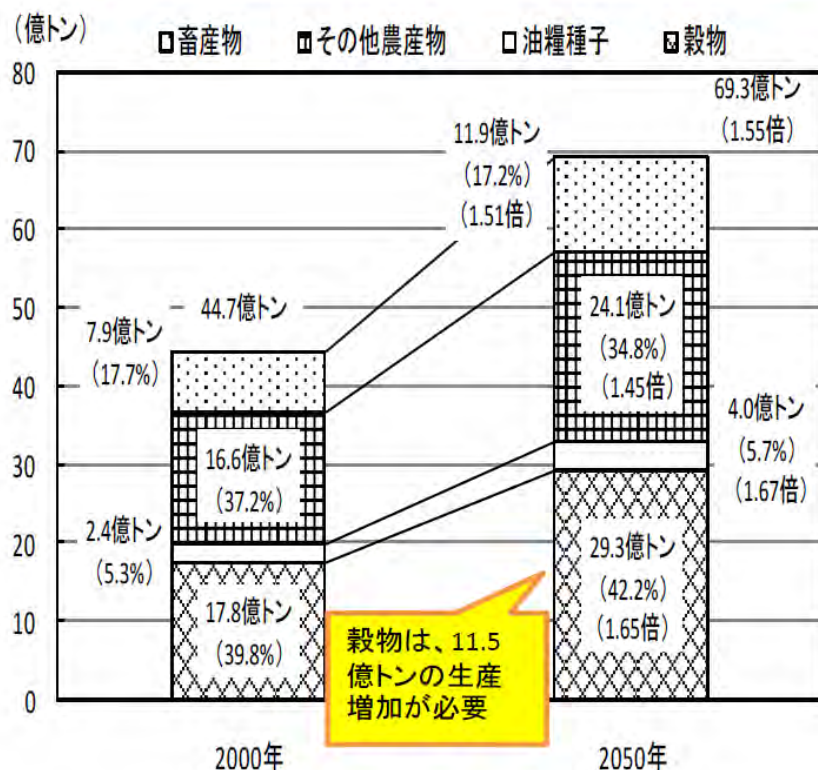 (億トン)
畜産物 その他農産物 油糧種子 穀物
80
70
60
50
40
30
20
10
0
7.9億トン
(17.7%)
44.7億トン
16.6億トン
(37.2%)
2.4億トン
(5.3%)
17.8億トン
(39.8%)
11.9億トン
(17.2%)
(1.51倍)
69.3億トン
(1.55倍)
24.1億トン
(34.8%)
(1.45倍)
4.0億トン
(5.7%)
(1.67倍)
29.3億トン
(42.2%)
(1.65倍)
穀物は、11.5
億トンの生産
増加が必要
2000年
2050年